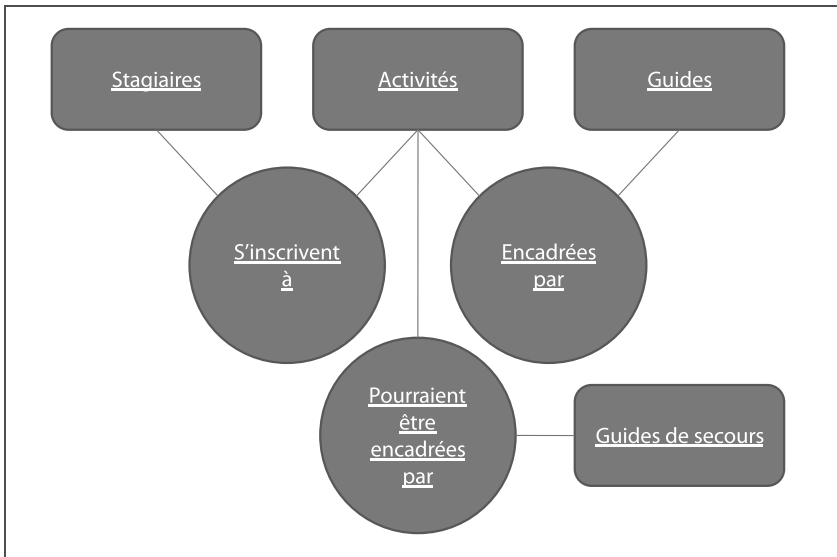 Stagiaires
Activités
Guides
S’inscrivent
à
Encadrées
par
Pourraient
être
encadrées
par
Guides de secours